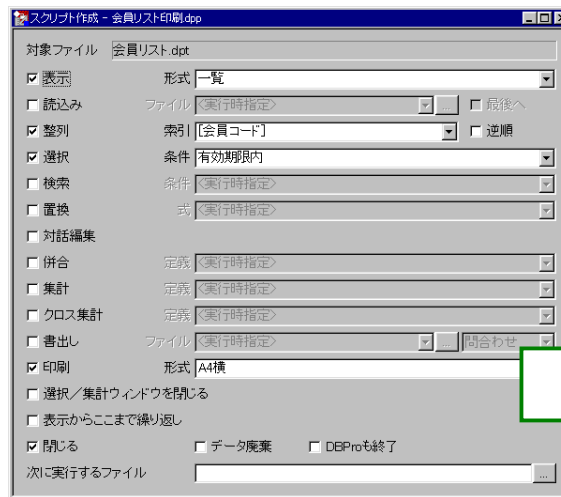 スクリプト作成 - 会員リスト印刷.dpp
対象ファイル 会員リスト.dpt
表示 形式 一覧
読込み ファイル <実行時指定> ... 最後へ
整列 索引 [会員コード] 逆順
選択 条件 有効期限内
検索 条件 <実行時指定>
置換 式 <実行時指定>
対話編集
併合 定義 <実行時指定>
集計 定義 <実行時指定>
クロス集計 定義 <実行時指定>
書出し ファイル <実行時指定> ... 問合わせ
印刷 形式 A4横
選択／集計ウィンドウを閉じる
表示からここまで繰り返し
閉じる データ廃棄 DBProも終了
次に実行するファイル ...